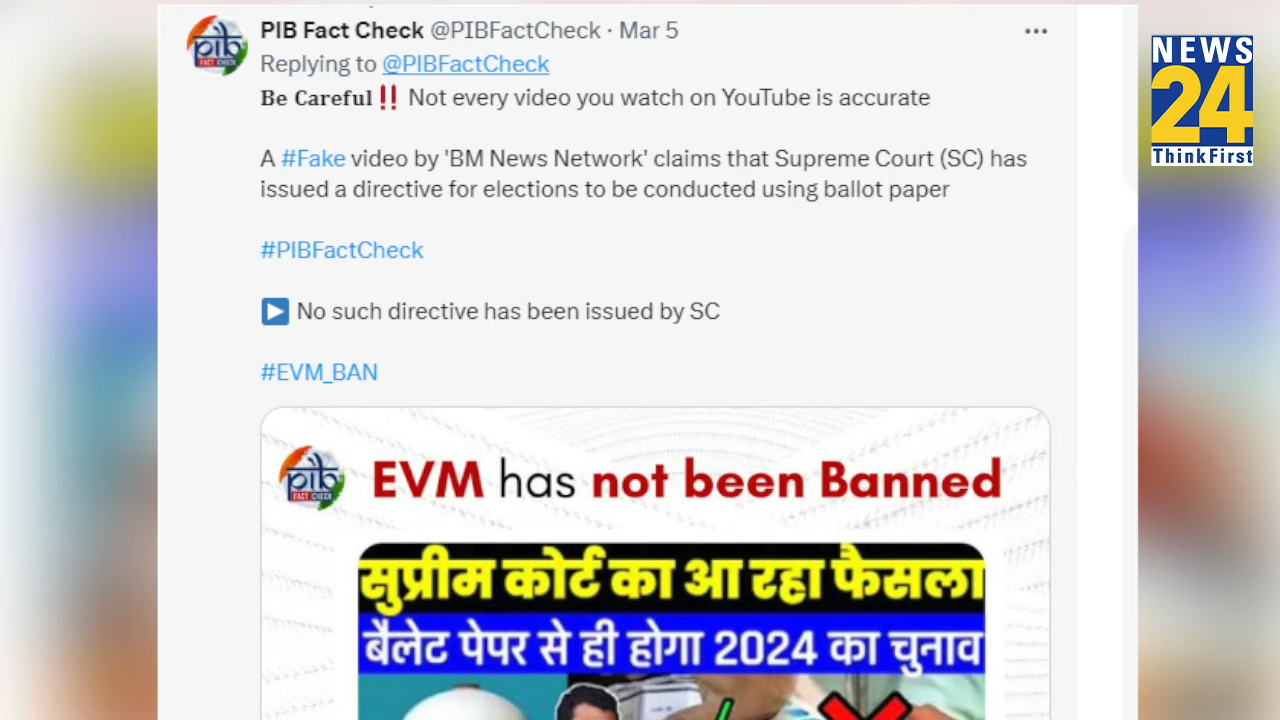 PIB Fact Check @PIBFactCheck · Mar 5
Replying to @PIBFactCheck
Be Careful‼ Not every video you watch on YouTube is accurate
A #Fake video by 'BM News Network' claims that Supreme Court (SC) has
issued a directive for elections to be conducted using ballot paper
#PIBFactCheck
▶ No such directive has been issued by SC
#EVM_BAN
pib
FACT CHECK
EVM has not been Banned
सुप्रीम कोर्ट का आ रहा फैसला
बैलेट पेपर से ही होगा 2024 का चुनाव
NEWS
24
ThinkFirst